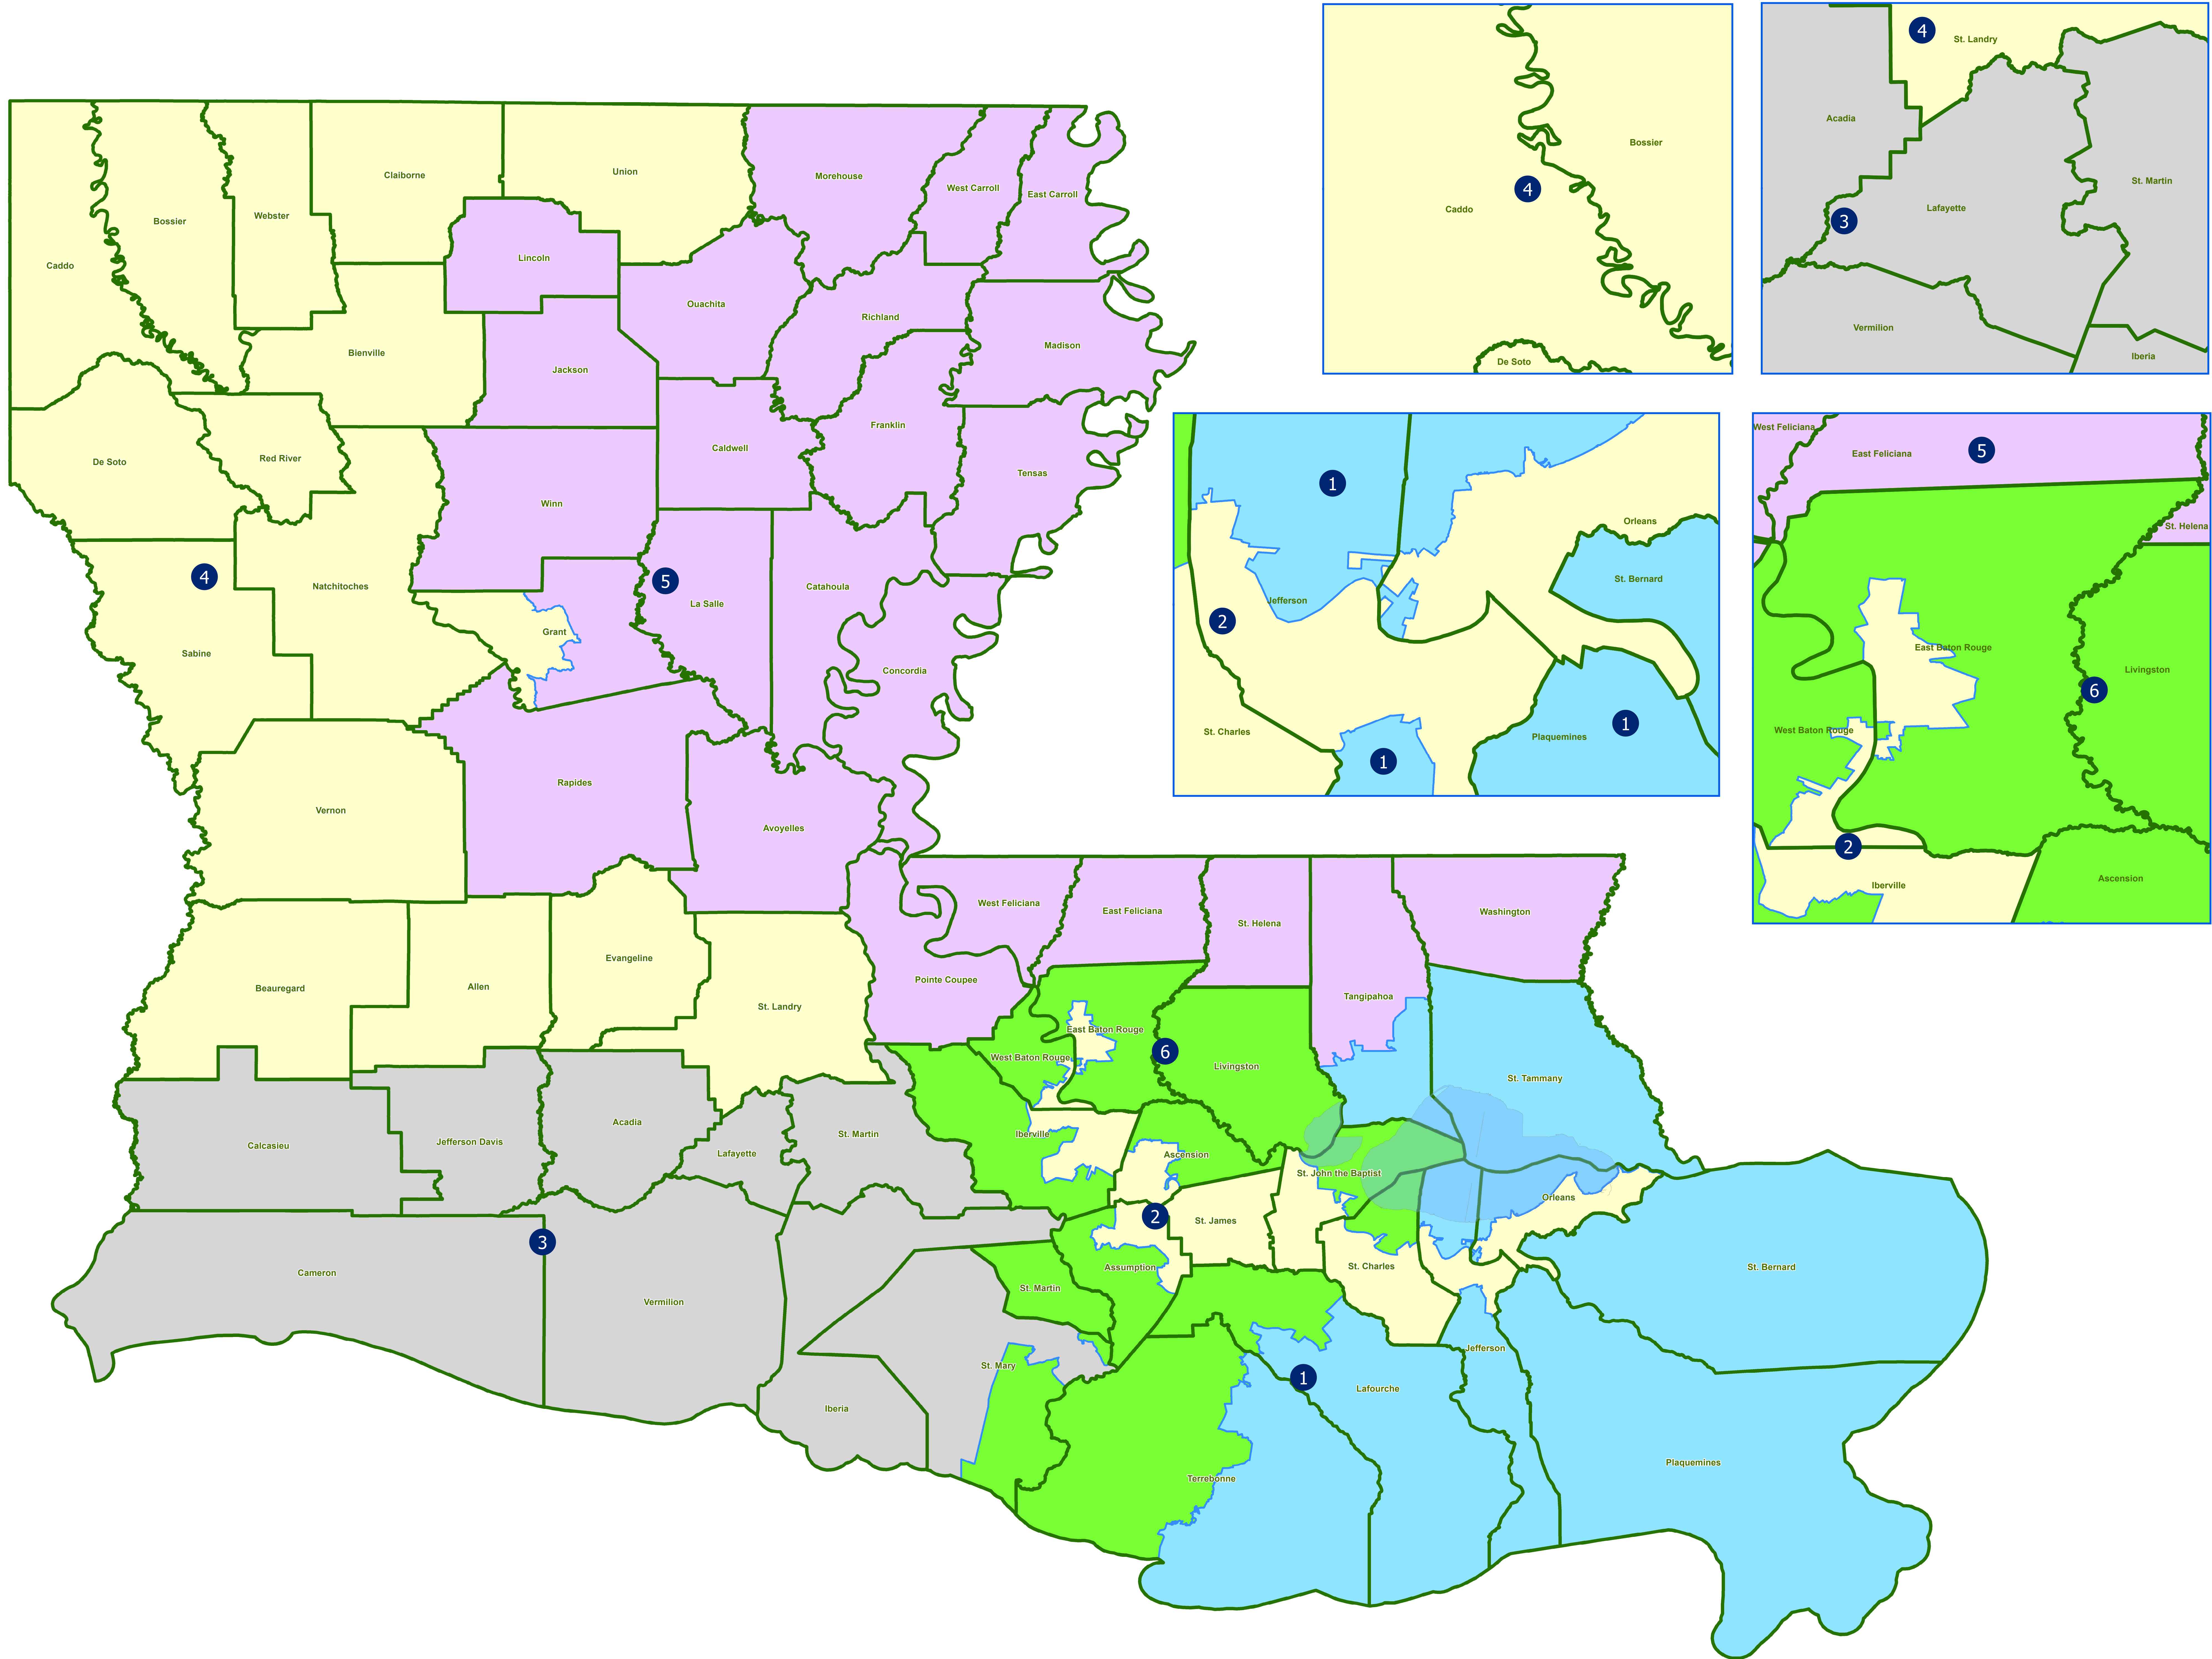 4
St. Landry
Acadia
St. Martin
Lafayette
3
Vermilion
Iberia
Bossier
4
Caddo
De Soto
Morehouse
West Carroll
East Carroll
Union
Claiborne
Webster
Bossier
Caddo
Lincoln
Ouachita
Richland
Madison
Bienville
Jackson
Franklin
Caldwell
Tensas
Red River
De Soto
Winn
4
5
Natchitoches
Catahoula
La Salle
Grant
Sabine
Concordia
Rapides
Vernon
Avoyelles
1
Orleans
St. Bernard
Jefferson
2
St. Charles
Plaquemines
1
1
West Feliciana
East Feliciana
5
St. Helena
East Baton Rouge
Livingston
6
West Baton Rouge
2
Iberville
Ascension
West Feliciana
East Feliciana
St. Helena
Washington
Evangeline
Beauregard
Allen
St. Landry
Pointe Coupee
Tangipahoa
East Baton Rouge
West Baton Rouge
6
Livingston
St. Tammany
Calcasieu
Jefferson Davis
Acadia
Lafayette
St. Martin
Iberville
Ascension
St. John the Baptist
Orleans
2
St. James
3
Cameron
Vermilion
Assumption
St. Charles
St. Bernard
St. Martin
Jefferson
St. Mary
1
Lafourche
Iberia
Plaquemines
Terrebonne